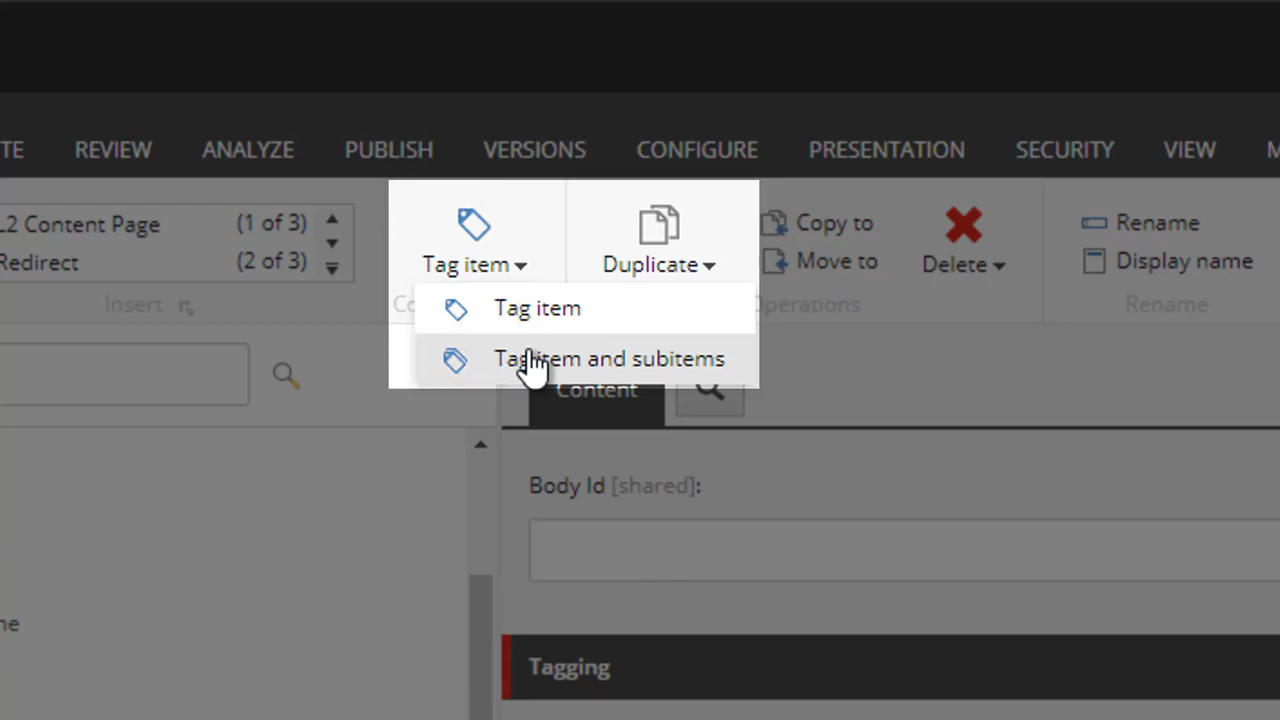 TE REVIEW ANALYZE PUBLISH VERSIONS CONFIGURE PRESENTATION SECURITY VIEW M
L2 Content Page (1 of 3)
Redirect (2 of 3)
Insert
Tag item
Duplicate
Copy to
Move to
Delete
Operations
Rename
Display name
Rename
Co
Tag item
Tag item and subitems
Content
Body Id [shared]:
ne
Tagging